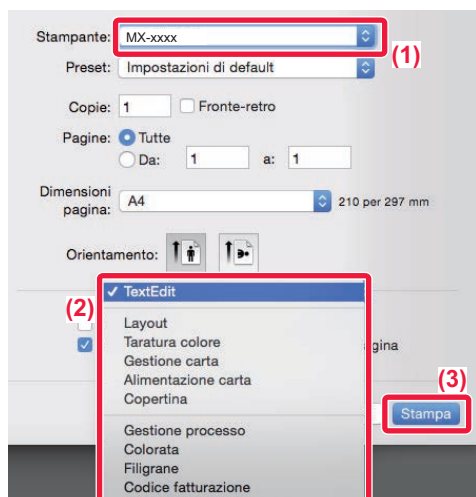 Stampante: MX-xxxx
(1)
Preset: Impostazioni di default
Copie: 1 Fronte-retro
Pagine: Tutte
Da: 1 a: 1
Dimensioni pagina: A4 210 per 297 mm
Orientamento:
✓ TextEdit
(2)
Layout
Taratura colore
gina
Gestione carta
Alimentazione carta
(3)
Copertina
Stampa
Gestione processo
Colorata
Filigrane
Codice fatturazione